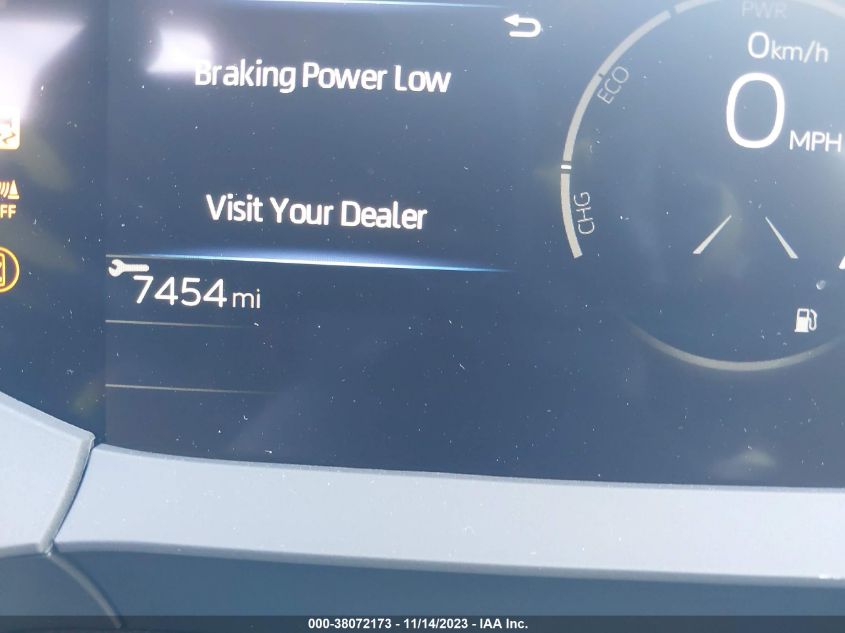 PWR
0km/h
Braking Power Low
ECO
0 MPH
Visit Your Dealer
CHG
FF
7454 mi
000-38072173 - 11/14/2023 - IAA Inc.